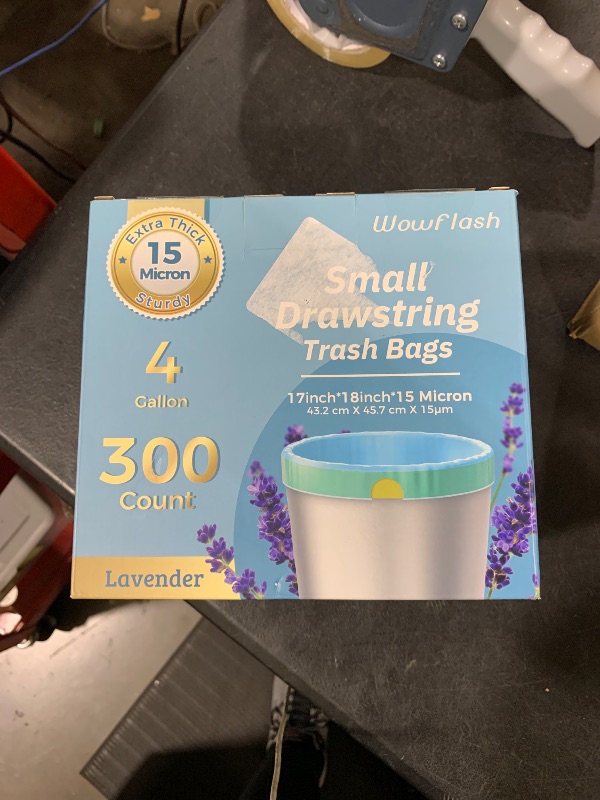 Extra Thick
15
Micron
Sturdy
Wowflash
Small
Drawstring
Trash Bags
17inch*18inch*15 Micron
43.2 cm X 45.7 cm X 15μm
4
Gallon
300
Count
Lavender